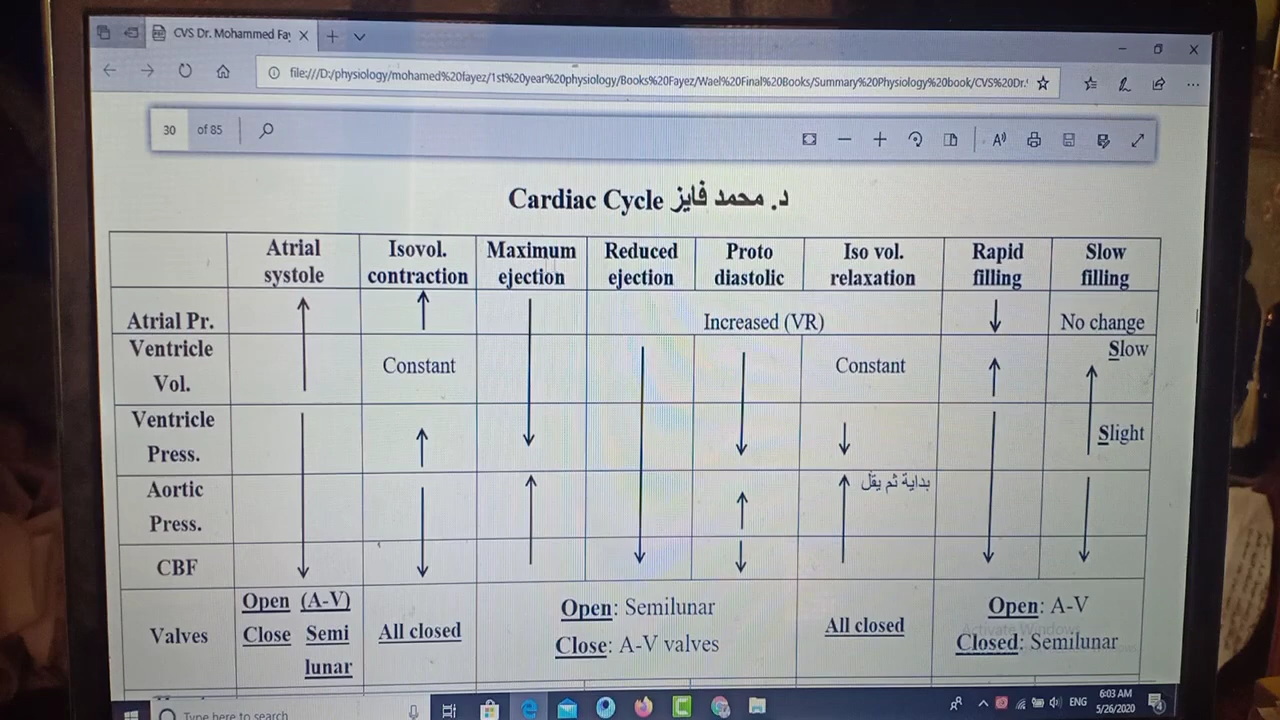 CVS Dr. Mohammed Fay
file:///D:/physiology/mohamed%20fayez/1st%20year%20physiology/Books%20Fayez/Wael%20Final%20Books/Summary%20Physiology%20book/CVS%20Dr.
30 of 85
Cardiac Cycle د. محمد فايز
Atrial systole
Isovol. contraction
Maximum ejection
Reduced ejection
Proto diastolic
Iso vol. relaxation
Rapid filling
Slow filling
Atrial Pr.
Increased (VR)
No change
Ventricle Vol.
Constant
Constant
Slow
Ventricle Press.
Slight
Aortic Press.
بداية ثم يقل
CBF
Valves
Open (A-V)
Close Semi lunar
All closed
Open: Semilunar
Close: A-V valves
All closed
Open: A-V
Closed: Semilunar
Activate Windows
Type here to search
ENG
6:03 AM
5/26/2020
4